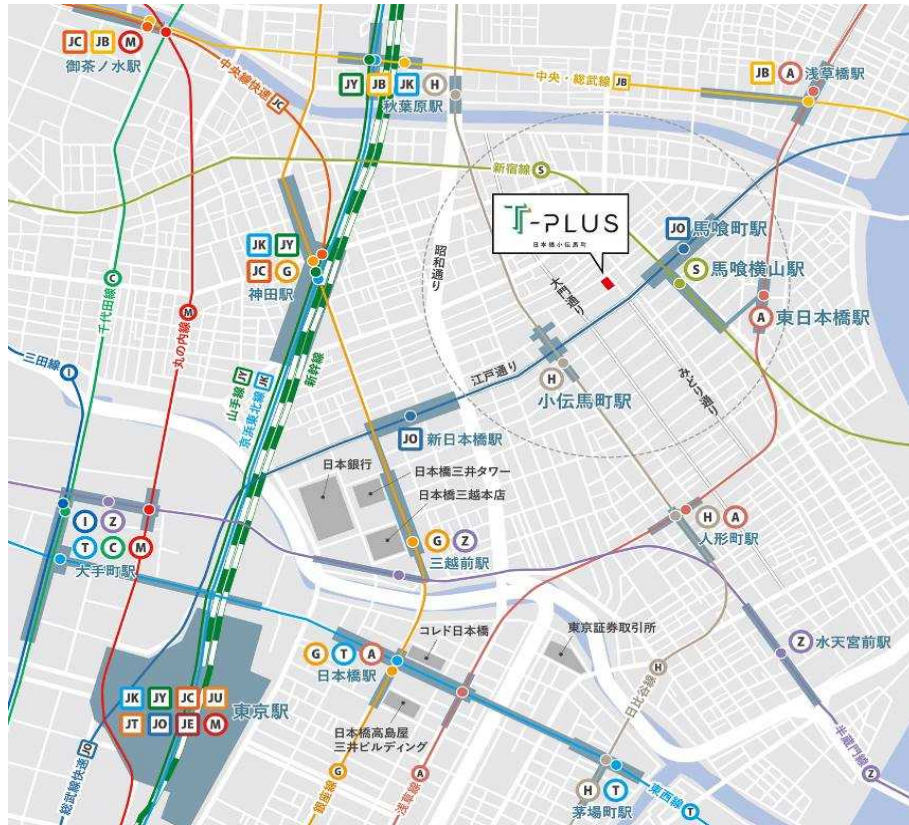 JC JB M
御茶ノ水駅
中央線快速 JC
JY JB JK H
秋葉原駅
中央・総武線 JB
JB A 浅草橋駅
新宿線 S
T-PLUS
日本橋小伝馬町
JO 馬喰町駅
S 馬喰横山駅
A 東日本橋駅
昭和通り
大門通り
JK JY
JC G
神田駅
千代田線 C
丸の内線 M
三田線 I
山手線 JY
京浜東北線 JK
新幹線
江戸通り
H
小伝馬町駅
みどり通り
JO 新日本橋駅
日本銀行
日本橋三井タワー
日本橋三越本店
G Z
三越前駅
H A
人形町駅
I Z
T C M
大手町駅
コレド日本橋
東京証券取引所
G T A
日本橋駅
Z 水天宮前駅
JK JY JC JU
JT JO JE M
東京駅
日本橋高島屋
三井ビルディング
日比谷線 H
半蔵門線 Z
総武線快速 JO
銀座線 G
浅草線 A
H T
茅場町駅
東西線 T